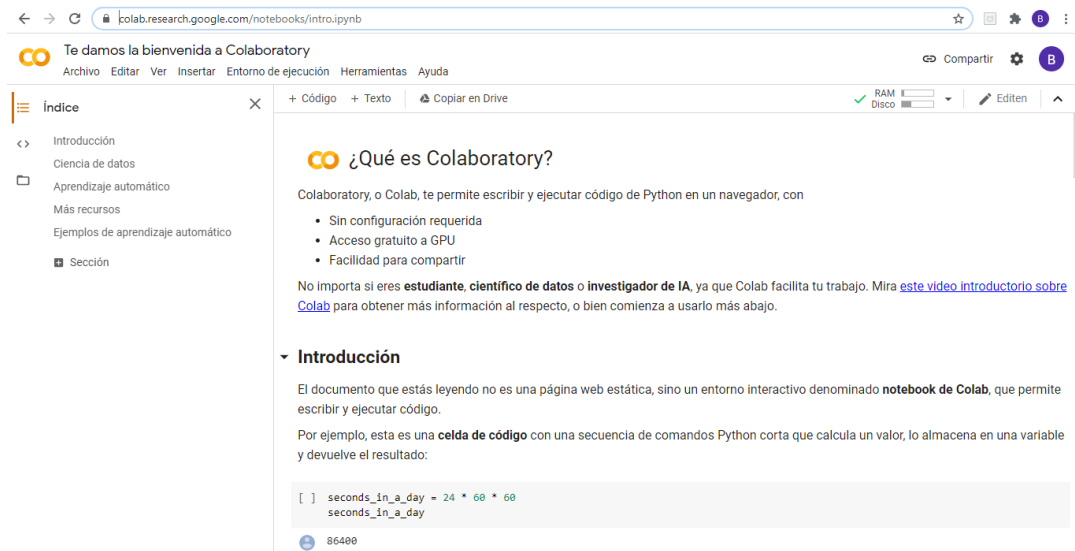 colab.research.google.com/notebooks/intro.ipynb
B
Te damos la bienvenida a Colaboratory
Archivo Editar Ver Insertar Entorno de ejecución Herramientas Ayuda
Compartir
B
Índice
+ Código + Texto Copiar en Drive
RAM
Disco
Editen
Introducción
Ciencia de datos
Aprendizaje automático
Más recursos
Ejemplos de aprendizaje automático
Sección
CO ¿Qué es Colaboratory?
Colaboratory, o Colab, te permite escribir y ejecutar código de Python en un navegador, con
• Sin configuración requerida
• Acceso gratuito a GPU
• Facilidad para compartir
No importa si eres estudiante, científico de datos o investigador de IA, ya que Colab facilita tu trabajo. Mira este video introductorio sobre
Colab para obtener más información al respecto, o bien comienza a usarlo más abajo.
Introducción
El documento que estás leyendo no es una página web estática, sino un entorno interactivo denominado notebook de Colab, que permite
escribir y ejecutar código.
Por ejemplo, esta es una celda de código con una secuencia de comandos Python corta que calcula un valor, lo almacena en una variable
y devuelve el resultado:
[ ] seconds_in_a_day = 24 * 60 * 60
seconds_in_a_day
86400